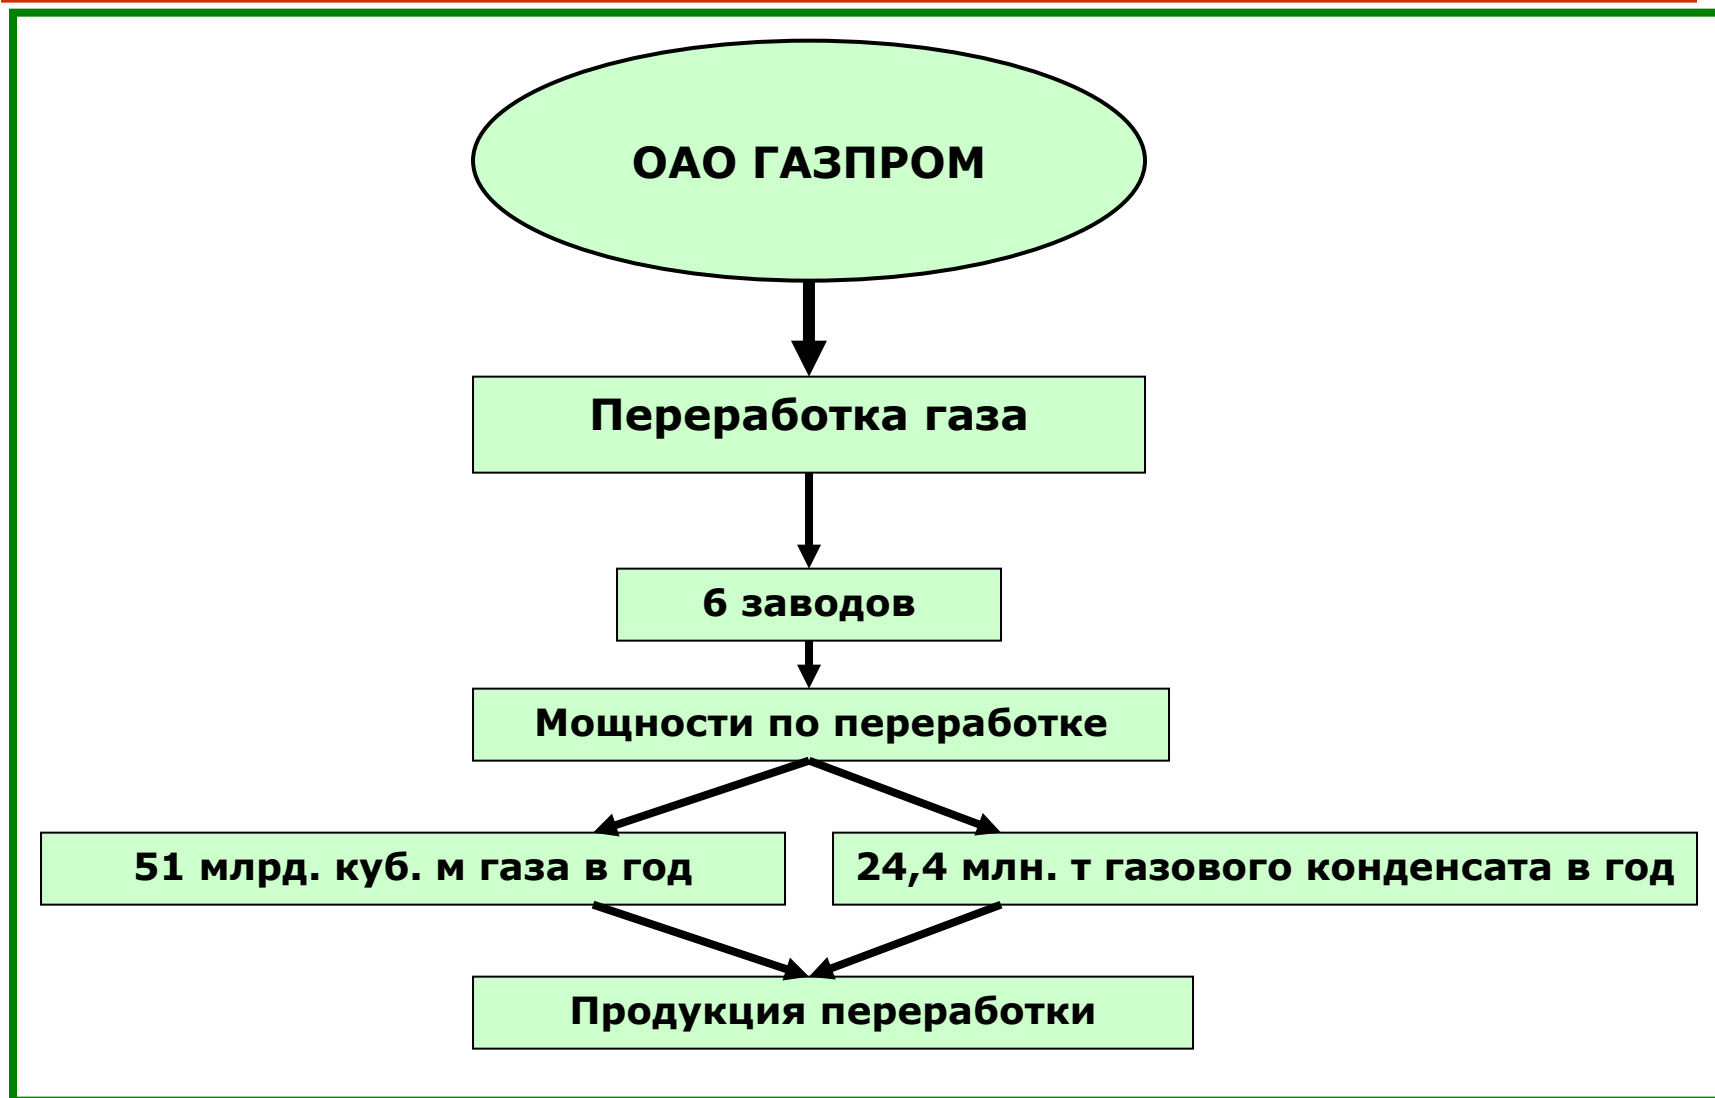 ОАО ГАЗПРОМ
Переработка газа
6 заводов
Мощности по переработке
51 млрд. куб. м газа в год
24,4 млн. т газового конденсата в год
Продукция переработки